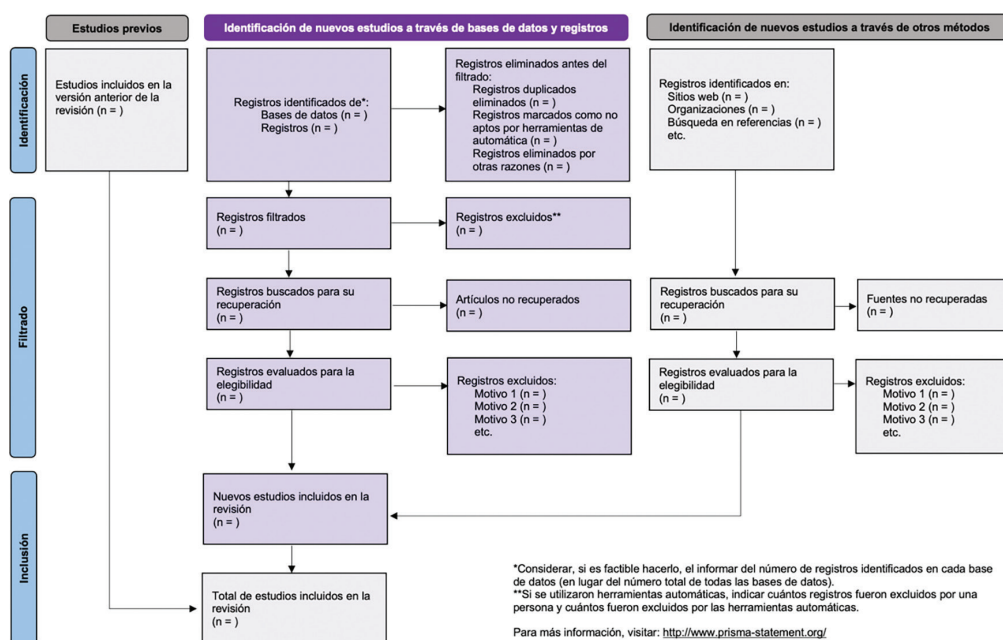 Estudios previos
Identificación de nuevos estudios a través de bases de datos y registros
Identificación de nuevos estudios a través de otros métodos
Identificación
Estudios incluidos en la
versión anterior de la
revisión (n = )
Registros identificados de*:
Bases de datos (n = )
Registros (n = )
Registros eliminados antes del
filtrado:
Registros duplicados
eliminados (n = )
Registros marcados como no
aptos por herramientas de
automática (n = )
Registros eliminados por
otras razones (n = )
Registros identificados en:
Sitios web (n = )
Organizaciones (n = )
Búsqueda en referencias (n = )
etc.
Filtrado
Registros filtrados
(n = )
Registros excluidos**
(n = )
Registros buscados para su
recuperación
(n = )
Artículos no recuperados
(n = )
Registros buscados para su
recuperación
(n = )
Fuentes no recuperadas
(n = )
Registros evaluados para la
elegibilidad
(n = )
Registros excluidos:
Motivo 1 (n = )
Motivo 2 (n = )
Motivo 3 (n = )
etc.
Registros evaluados para la
elegibilidad
(n = )
Registros excluidos:
Motivo 1 (n = )
Motivo 2 (n = )
Motivo 3 (n = )
etc.
Inclusión
Nuevos estudios incluidos en la
revisión
(n = )
Total de estudios incluidos en la
revisión
(n = )
*Considerar, si es factible hacerlo, el informar del número de registros identificados en cada base
de datos (en lugar del número total de todas las bases de datos).
**Si se utilizaron herramientas automáticas, indicar cuántos registros fueron excluidos por una
persona y cuántos fueron excluidos por las herramientas automáticas.
Para más información, visitar: http://www.prisma-statement.org/